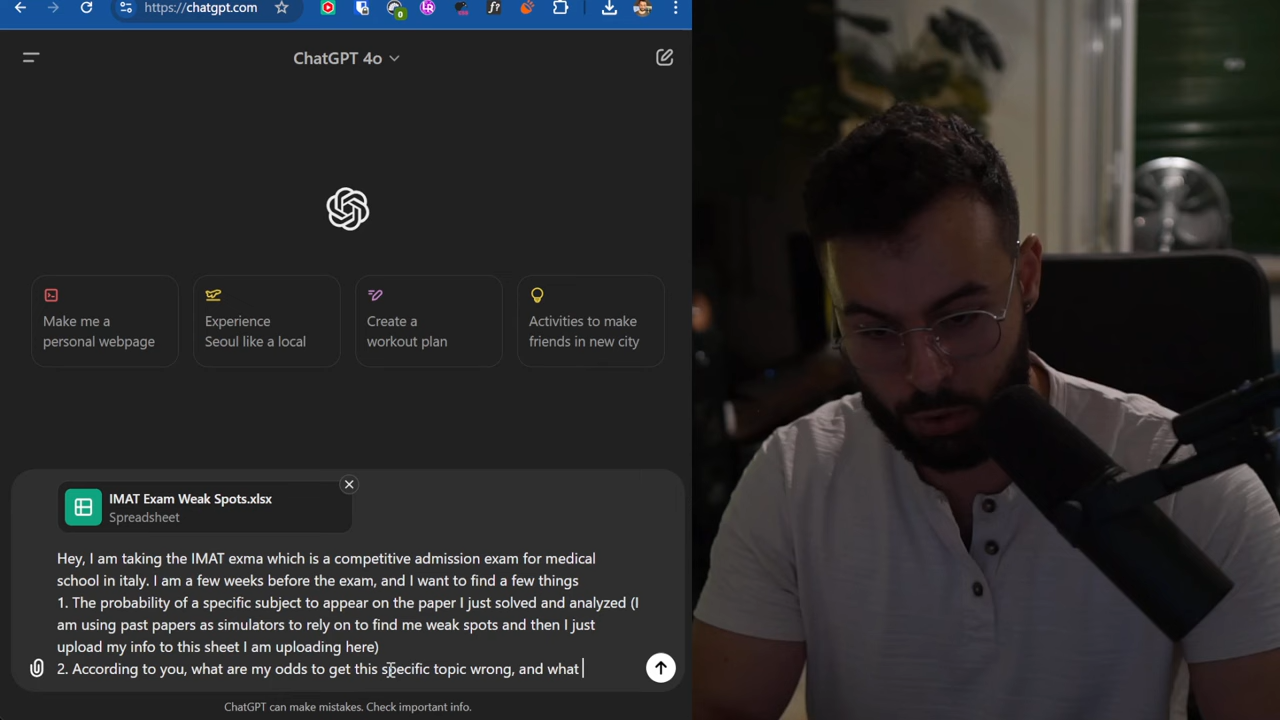 https://chatgpt.com
0
f?
LR
ChatGPT 4o
Make me a
personal webpage
Experience
Seoul like a local
Create a
workout plan
Activities to make
friends in new city
IMAT Exam Weak Spots.xlsx
Spreadsheet
Hey, I am taking the IMAT exma which is a competitive admission exam for medical
school in italy. I am a few weeks before the exam, and I want to find a few things
1. The probability of a specific subject to appear on the paper I just solved and analyzed (I
am using past papers as simulators to rely on to find me weak spots and then I just
upload my info to this sheet I am uploading here)
2. According to you, what are my odds to get this specific topic wrong, and what
ChatGPT can make mistakes. Check important info.